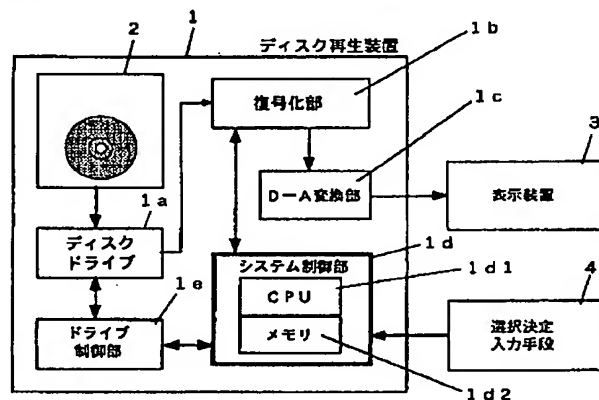 1
ディスク再生装置
2
1b
復号化部
1c
D-A変換部
3
表示装置
1a
ディスク
ドライブ
1d
システム制御部
1d1
CPU
メモリ
1d2
4
選択決定
入力手段
1e
ドライブ
制御部